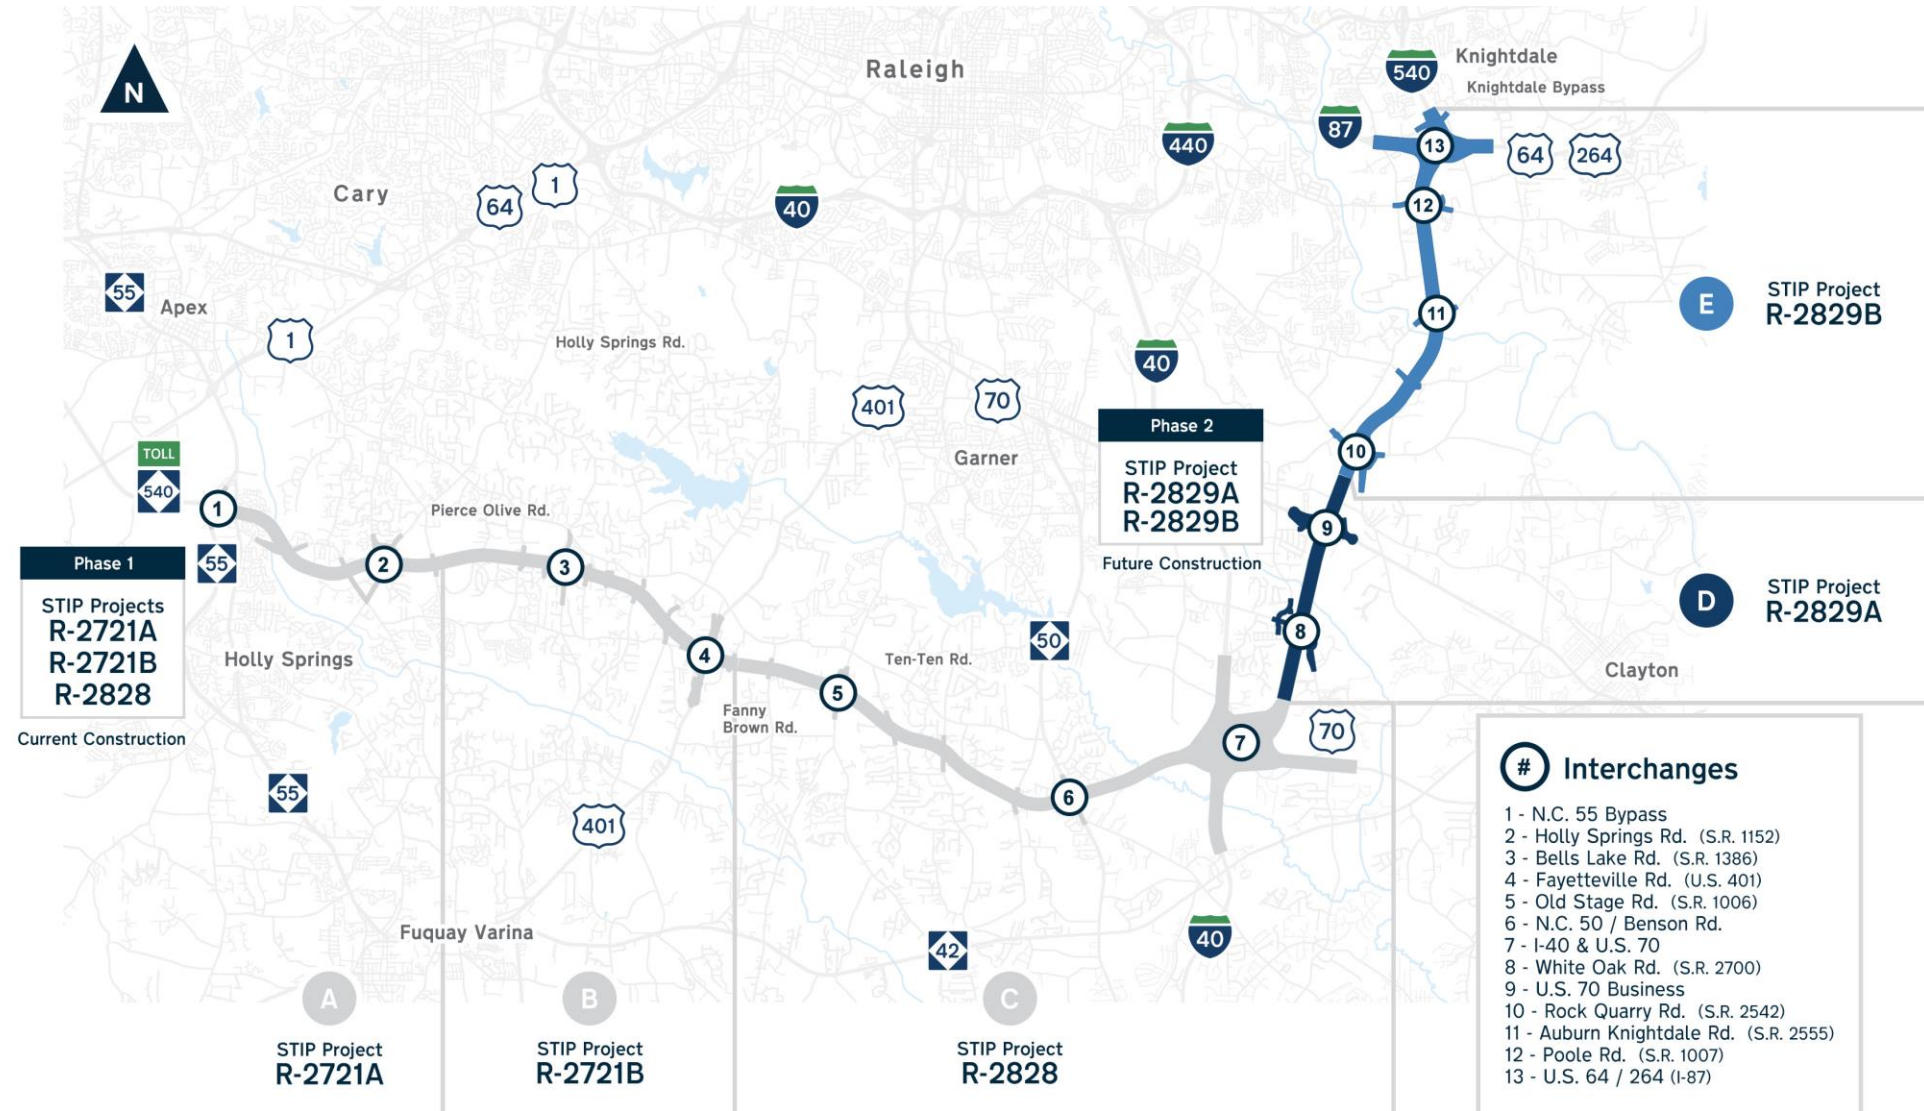 N
Raleigh
Knightdale
Knightdale Bypass
540
87
440
13
64
264
Cary
64
1
40
12
55
Apex
1
Holly Springs Rd.
40
11
E
STIP Project
R-2829B
401
70
Garner
Phase 2
STIP Project
R-2829A
R-2829B
Future Construction
10
TOLL
540
1
Pierce Olive Rd.
9
Phase 1
STIP Projects
R-2721A
R-2721B
R-2828
Current Construction
55
2
3
D
STIP Project
R-2829A
8
50
Holly Springs
4
Ten-Ten Rd.
Clayton
5
Fanny
Brown Rd.
7
70
55
6
401
Fuquay Varina
42
40
A
STIP Project
R-2721A
B
STIP Project
R-2721B
C
STIP Project
R-2828
# Interchanges
1 - N.C. 55 Bypass
2 - Holly Springs Rd. (S.R. 1152)
3 - Bells Lake Rd. (S.R. 1386)
4 - Fayetteville Rd. (U.S. 401)
5 - Old Stage Rd. (S.R. 1006)
6 - N.C. 50 / Benson Rd.
7 - I-40 & U.S. 70
8 - White Oak Rd. (S.R. 2700)
9 - U.S. 70 Business
10 - Rock Quarry Rd. (S.R. 2542)
11 - Auburn Knightdale Rd. (S.R. 2555)
12 - Poole Rd. (S.R. 1007)
13 - U.S. 64 / 264 (I-87)